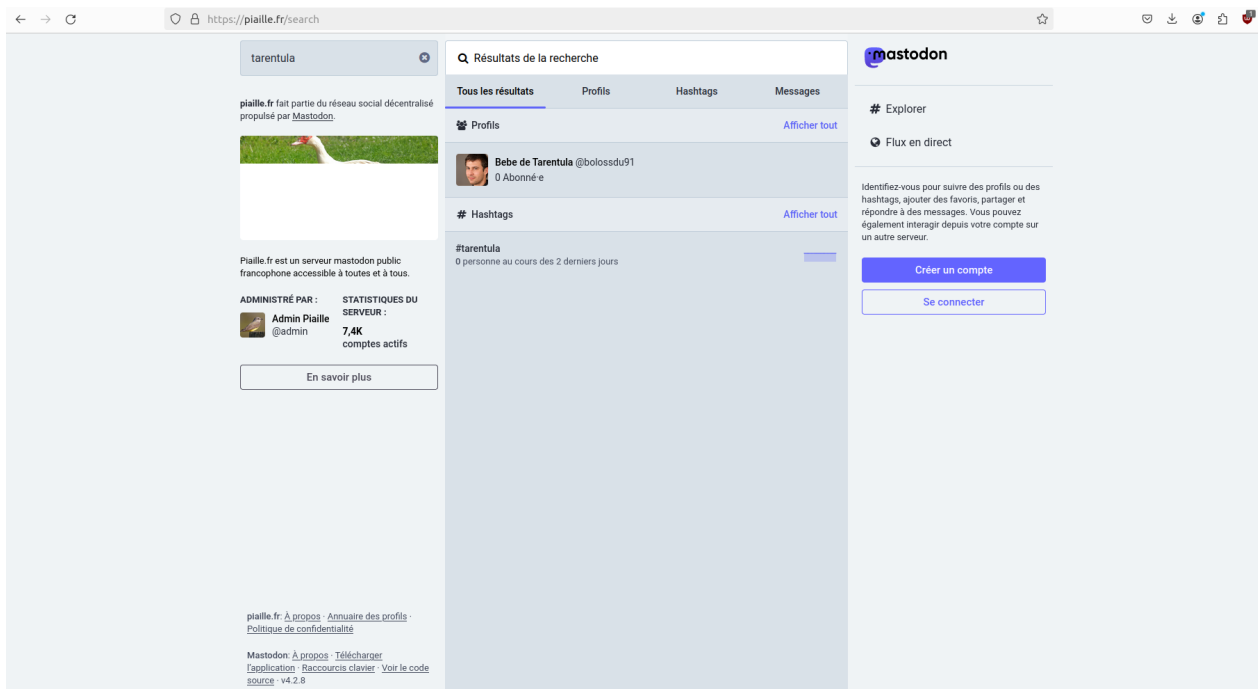 https://piaille.fr/search
1
tarentula
piaille.fr fait partie du réseau social décentralisé
propulsé par Mastodon.
Piaille.fr est un serveur mastodon public
francophone accessible à toutes et à tous.
ADMINISTRÉ PAR :
Admin Piaille
@admin
STATISTIQUES DU
SERVEUR :
7,4K
comptes actifs
En savoir plus
piaille.fr: À propos · Annuaire des profils ·
Politique de confidentialité
Mastodon: À propos · Télécharger
l'application · Raccourcis clavier · Voir le code
source · v4.2.8
Résultats de la recherche
Tous les résultats Profils Hashtags Messages
Profils Afficher tout
Bebe de Tarentula @bolossdu91
0 Abonné·e
# Hashtags Afficher tout
#tarentula
0 personne au cours des 2 derniers jours
mastodon
# Explorer
Flux en direct
Identifiez-vous pour suivre des profils ou des
hashtags, ajouter des favoris, partager et
répondre à des messages. Vous pouvez
également interagir depuis votre compte sur
un autre serveur.
Créer un compte
Se connecter